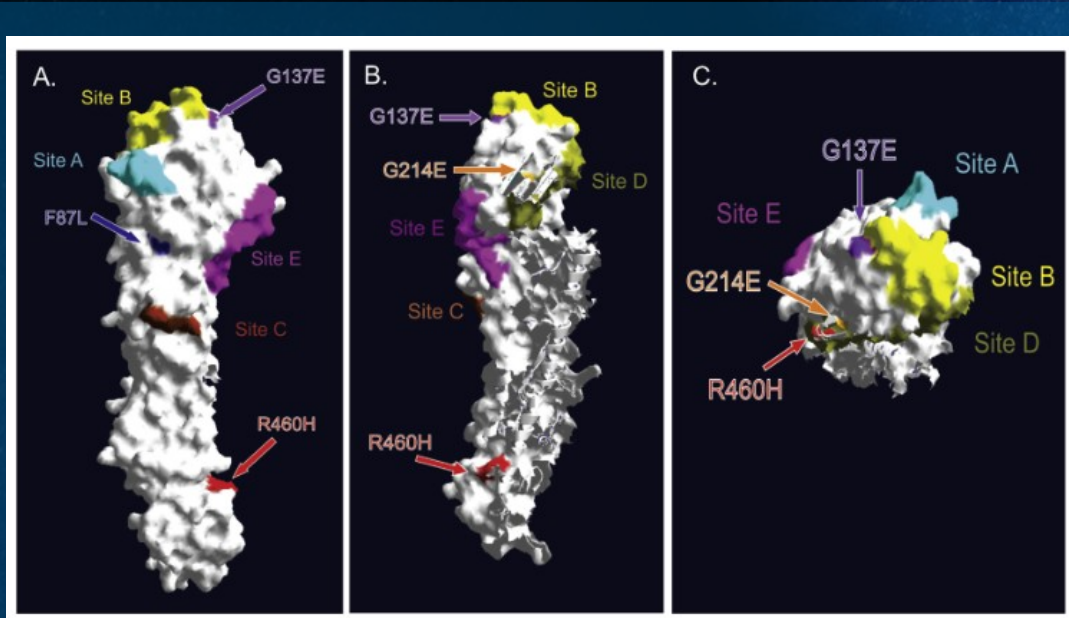 A.
G137E
Site B
Site A
F87L
Site E
Site C
R460H
B.
Site B
G137E
G214E
Site D
Site E
Site C
R460H
C.
G137E
Site A
Site E
G214E
Site B
Site D
R460H